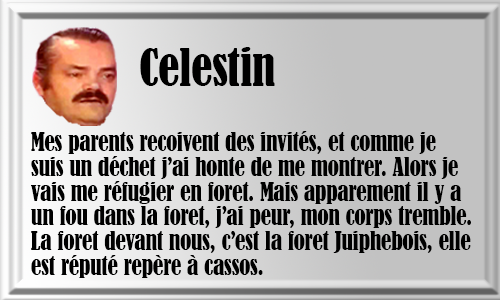 Celestin
Mes parents recoivent des invités, et comme je
suis un déchet j'ai honte de me montrer. Alors je
vais me réfugier en foret. Mais apparement il y a
un fou dans la foret, j'ai peur, mon corps tremble.
La foret devant nous, c'est la foret Juiphebois, elle
est réputé repère à cassos.